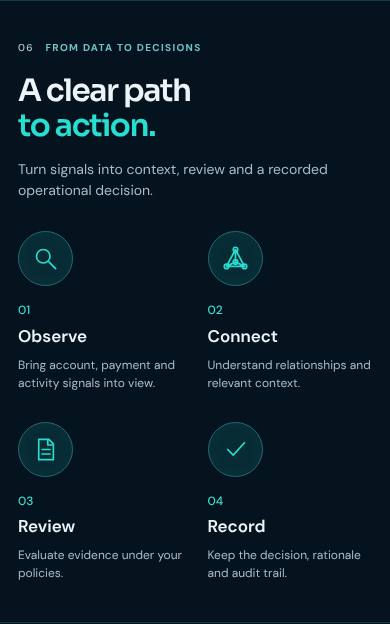 06 FROM DATA TO DECISIONS
A clear path
to action.
Turn signals into context, review and a recorded
operational decision.
01
Observe
Bring account, payment and
activity signals into view.
02
Connect
Understand relationships and
relevant context.
03
Review
Evaluate evidence under your
policies.
04
Record
Keep the decision, rationale
and audit trail.